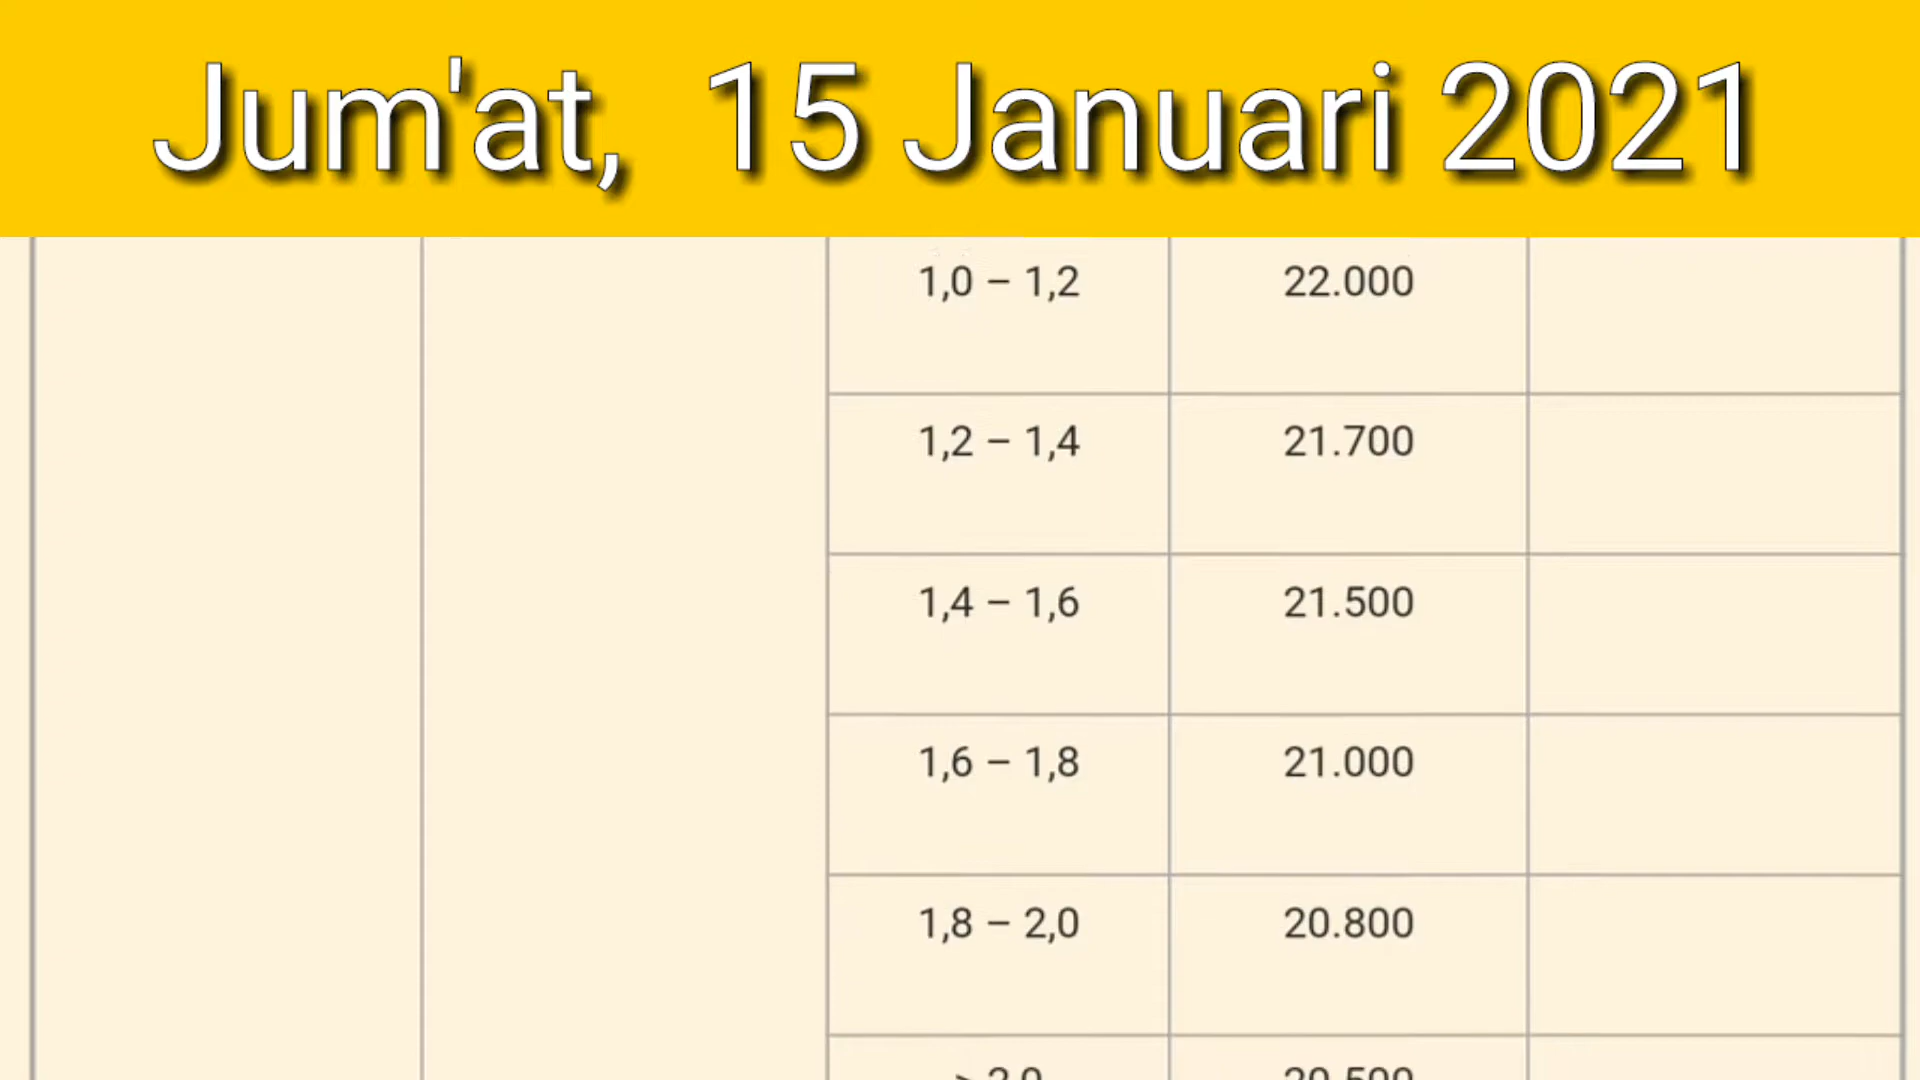 Jum'at, 15 Januari 2021
1,0 – 1,2 22.000
1,2 – 1,4 21.700
1,4 – 1,6 21.500
1,6 – 1,8 21.000
1,8 – 2,0 20.800
> 2,0 20.500